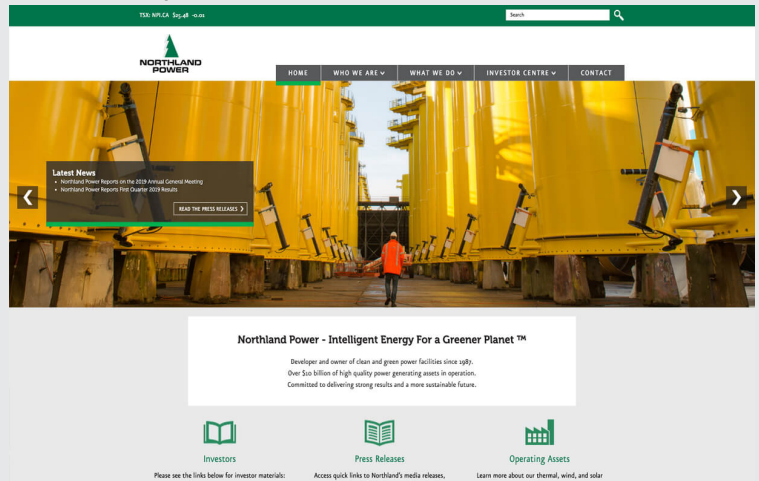 TSX: NPI.CA $25.48 -0.02
Search
NORTHLAND
POWER
HOME
WHO WE ARE
WHAT WE DO
INVESTOR CENTRE
CONTACT
Latest News
Northland Power Reports on the 2019 Annual General Meeting
Northland Power Reports First Quarter 2019 Results
READ THE PRESS RELEASES
Northland Power - Intelligent Energy For a Greener Planet ™
Developer and owner of clean and green power facilities since 1987.
Over $10 billion of high quality power generating assets in operation.
Committed to delivering strong results and a more sustainable future.
Investors
Press Releases
Operating Assets
Please see the links below for investor materials:
Access quick links to Northland's media releases,
Learn more about our thermal, wind, and solar